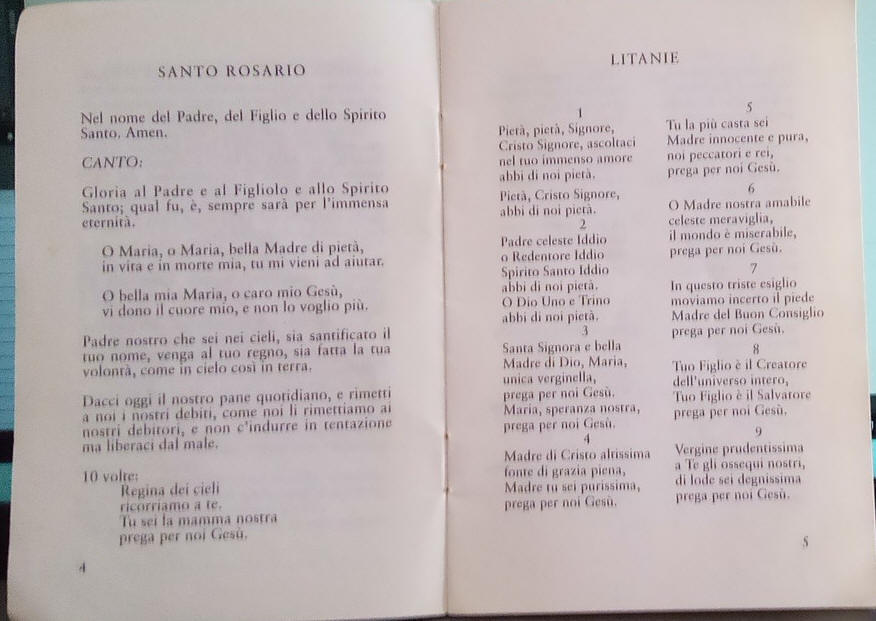 SANTO ROSARIO
Nel nome del Padre, del Figlio e dello Spirito
Santo. Amen.
CANTO:
Gloria al Padre e al Figliolo e allo Spirito
Santo; qual fu, è, sempre sarà per l'immensa
eternità.
O Maria, o Maria, bella Madre di pietà,
in vita e in morte mia, tu mi vieni ad aiutar.
O bella mia Maria, o caro mio Gesù,
vi dono il cuore mio, e non lo voglio più.
Padre nostro che sei nei cieli, sia santificato il
tuo nome, venga al tuo regno, sia fatta la tua
volontà, come in cielo così in terra.
Dacci oggi il nostro pane quotidiano, e rimetti
a noi i nostri debiti, come noi li rimettiamo ai
nostri debitori, e non c'indurre in tentazione
ma liberaci dal male.
10 volte:
Regina dei cieli
ricorriamo a te.
Tu sei la mamma nostra
prega per noi Gesù.
4
LITANIE
1
Pietà, pietà, Signore,
Cristo Signore, ascoltaci
nel tuo immenso amore
abbi di noi pietà.
Pietà, Cristo Signore,
abbi di noi pietà.
2
Padre celeste Iddio
o Redentore Iddio
Spirito Santo Iddio
abbi di noi pietà.
O Dio Uno e Trino
abbi di noi pietà.
3
Santa Signora e bella
Madre di Dio, Maria,
unica verginella,
prega per noi Gesù.
Maria, speranza nostra,
prega per noi Gesù.
4
Madre di Cristo altissima
fonte di grazia piena,
Madre tu sei purissima,
prega per noi Gesù.
5
Tu la più casta sei
Madre innocente e pura,
noi peccatori e rei,
prega per noi Gesù.
6
O Madre nostra amabile
celeste meraviglia,
il mondo è miserabile,
prega per noi Gesù.
7
In questo triste esiglio
moviamo incerto il piede
Madre del Buon Consiglio
prega per noi Gesù.
8
Tuo Figlio è il Creatore
dell'universo intero,
Tuo Figlio è il Salvatore
prega per noi Gesù.
9
Vergine prudentissima
a Te gli ossequi nostri,
di lode sei degnissima
prega per noi Gesù.
5